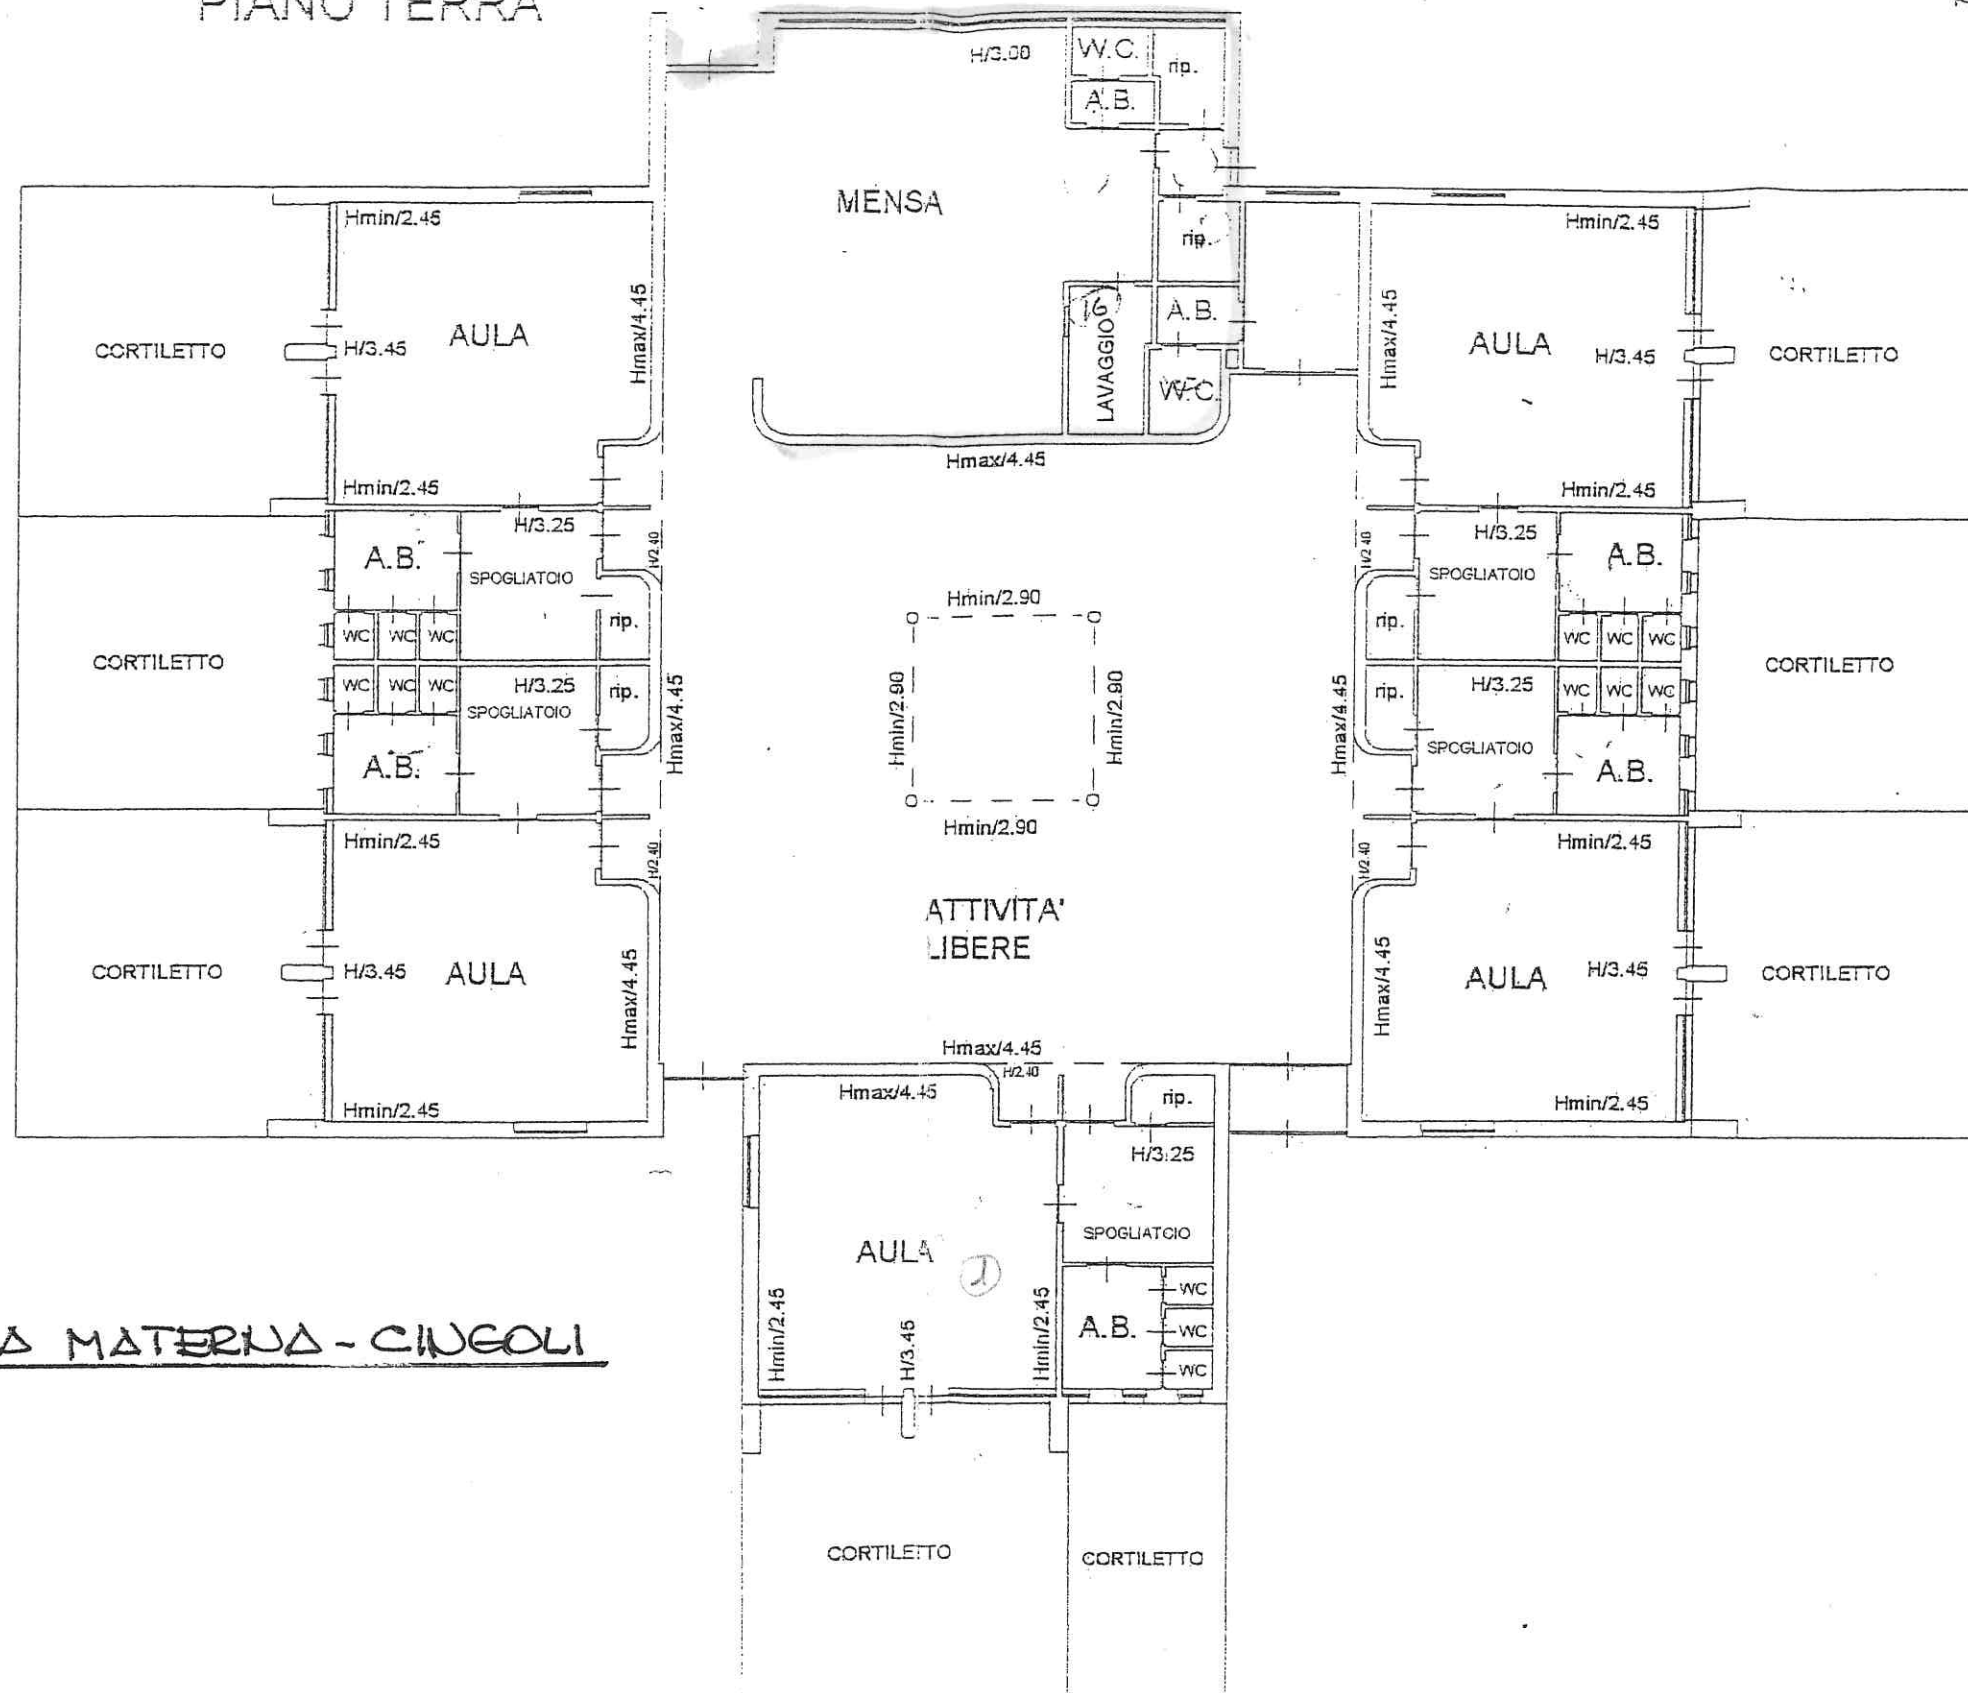 PIANO TERRA
H/3.00
W.C.
rip.
A.B.
MENSA
rip.
Hmin/2.45
Hmin/2.45
Hmax/4.45
Hmax/4.45
16
A.B.
LAVAGGIO
W.C.
CORTILETTO
H/3.45
AULA
AULA
H/3.45
CORTILETTO
Hmax/4.45
Hmin/2.45
Hmin/2.45
H/3.25
H/3.25
A.B.
SPOGLIATOIO
H/2.40
H/2.40
SPOGLIATOIO
A.B.
Hmin/2.90
WC
WC
WC
rip.
rip.
WC
WC
WC
CORTILETTO
CORTILETTO
WC
WC
WC
H/3.25
rip.
Hmax/4.45
Hmin/2.90
Hmin/2.90
Hmax/4.45
rip.
H/3.25
WC
WC
WC
SPOGLIATOIO
SPOGLIATOIO
A.B.
A.B.
Hmin/2.90
Hmin/2.45
H/2.40
H/2.40
Hmin/2.45
ATTIVITA'
LIBERE
CORTILETTO
H/3.45
AULA
Hmax/4.45
Hmax/4.45
AULA
H/3.45
CORTILETTO
Hmax/4.45
H/2.40
Hmax/4.45
rip.
Hmin/2.45
Hmin/2.45
H/3.25
SPOGLIATOIO
AULA
1
Hmin/2.45
H/3.45
Hmin/2.45
A.B.
WC
WC
WC
A MATERNA - CINGOLI
CORTILETTO
CORTILETTO